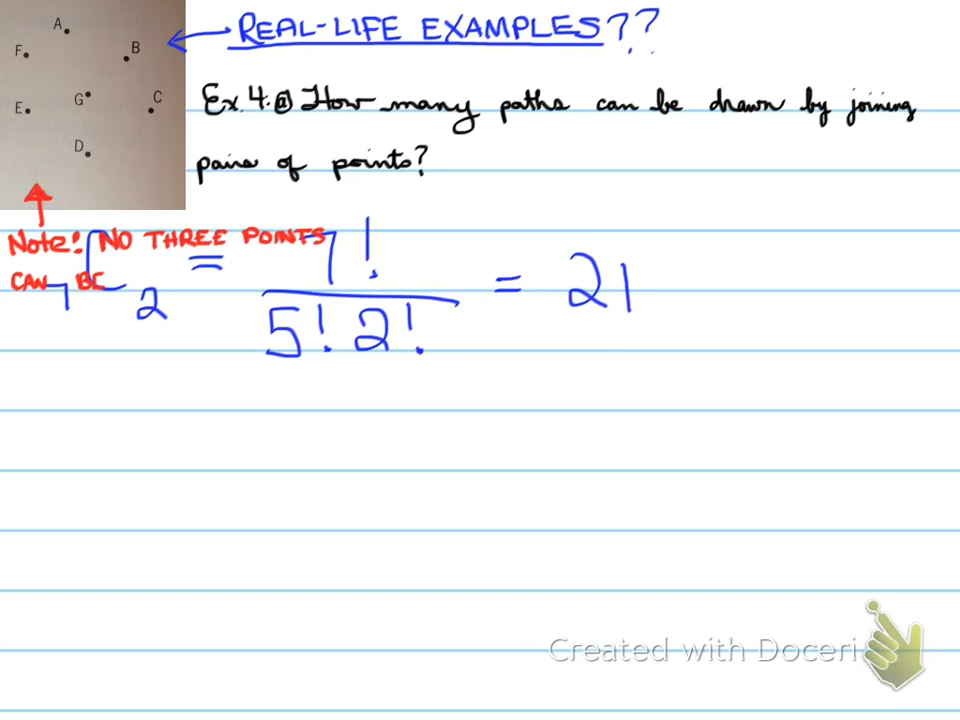 REAL-LIFE EXAMPLES??
A
F
B
G
C
E
D
Ex. 4. a) How many paths can be drawn by joining
pairs of points?
Note: NO THREE POINTS
CAN BE
7C2 = 7!
5! 2!
= 21
Created with Doceri